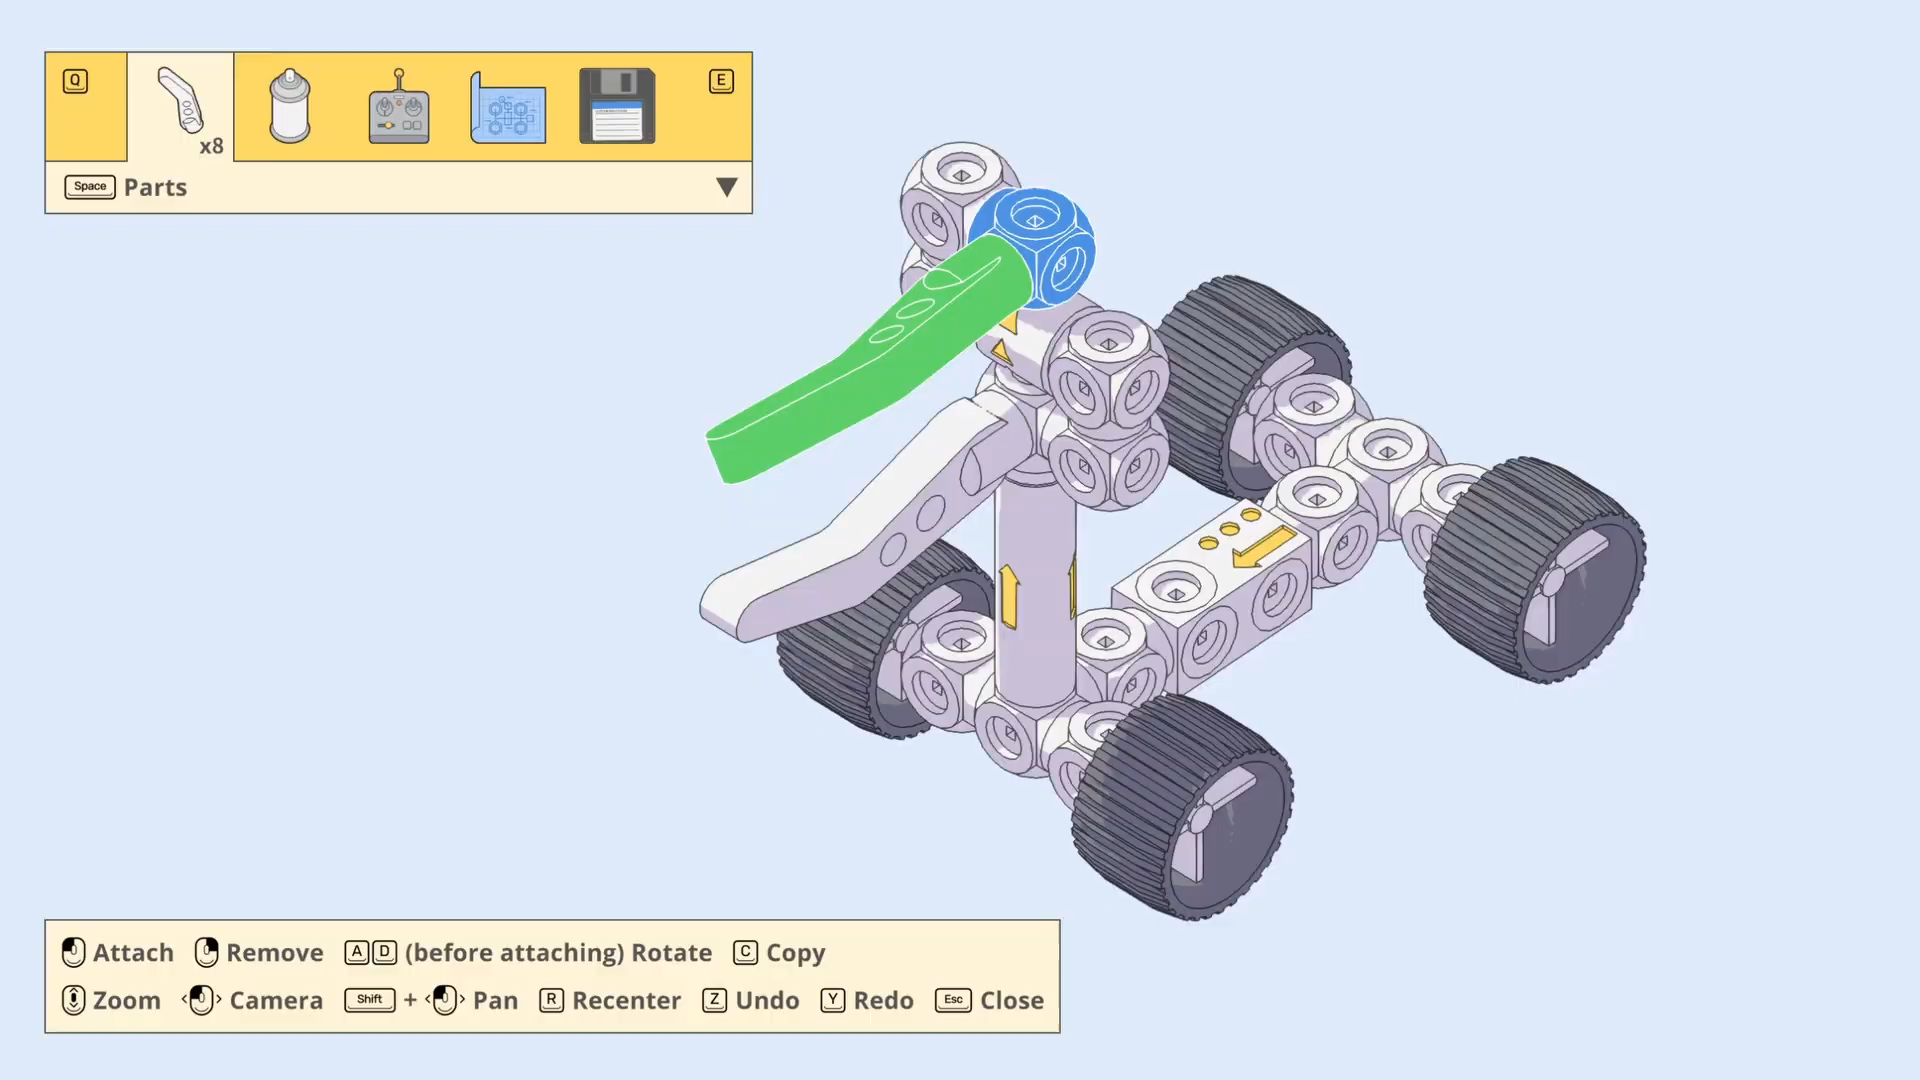 Q
E
x8
Space Parts
Attach Remove A D (before attaching) Rotate C Copy
Zoom Camera Shift + Pan R Recenter Z Undo Y Redo Esc Close